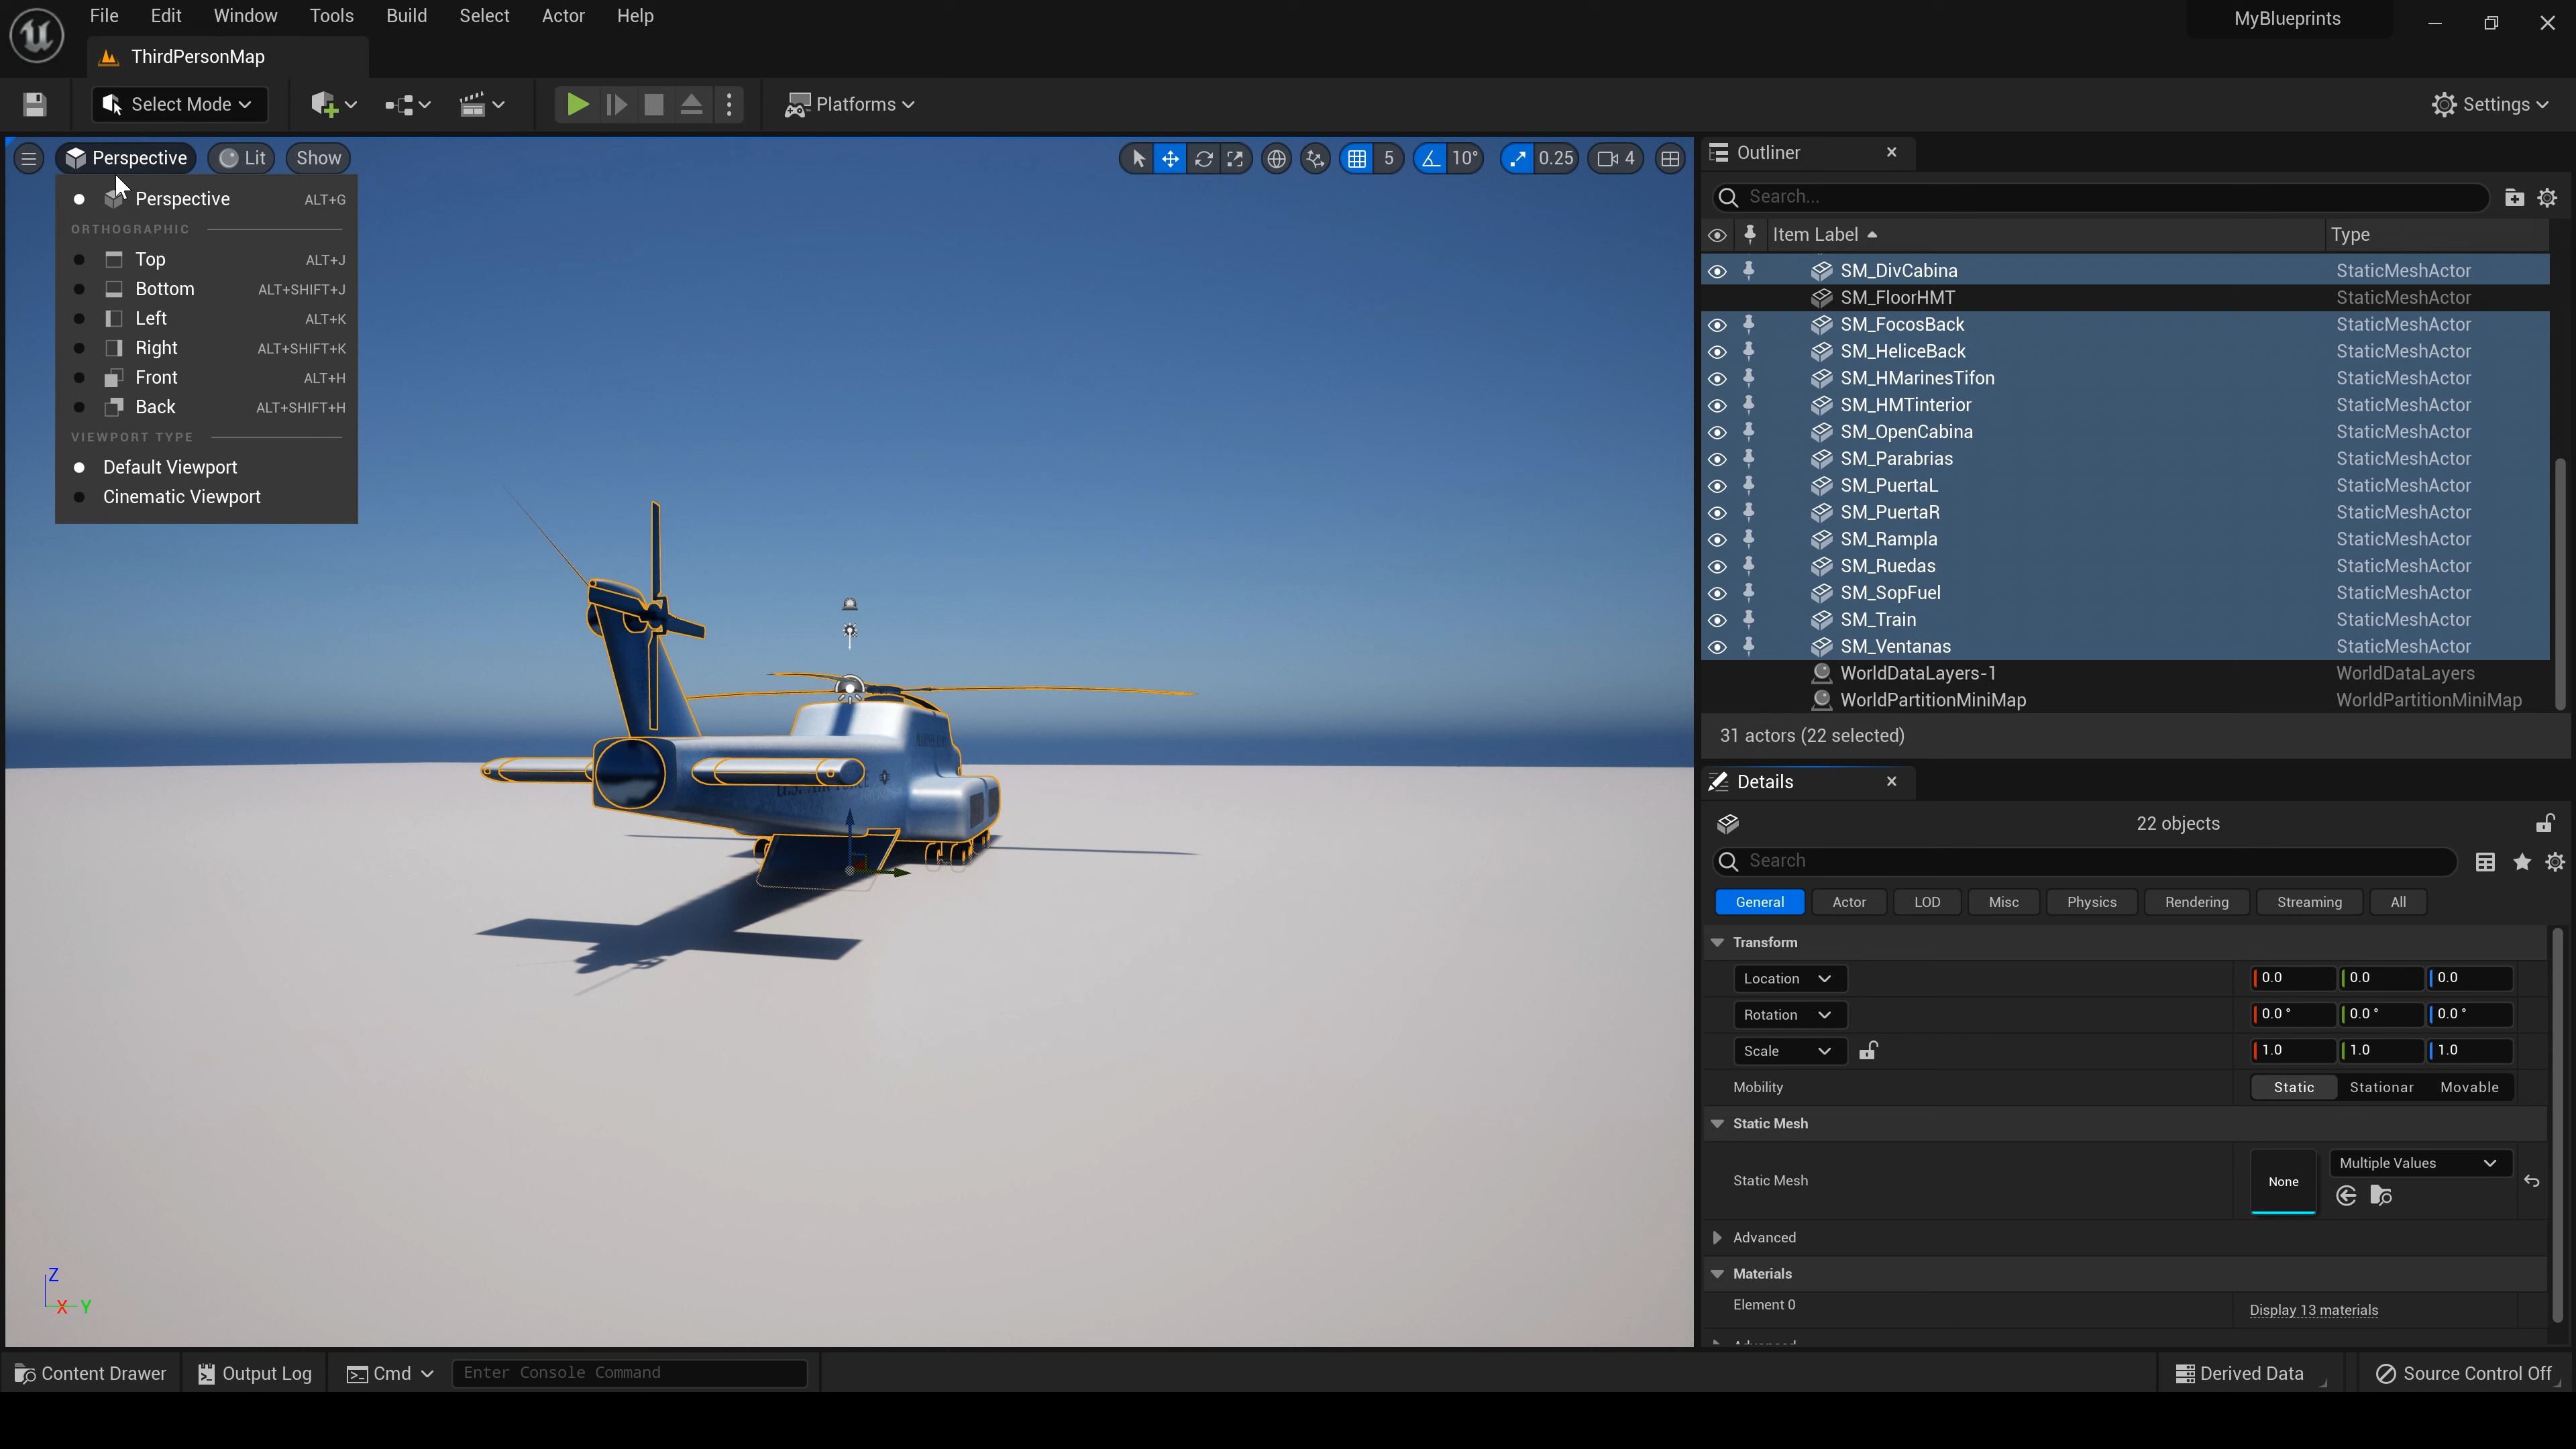 File Edit Window Tools Build Select Actor Help
MyBlueprints
ThirdPersonMap
Select Mode
Platforms
Settings
Perspective Lit Show
5 10° 0.25 4
Perspective ALT+G
ORTHOGRAPHIC
Top ALT+J
Bottom ALT+SHIFT+J
Left ALT+K
Right ALT+SHIFT+K
Front ALT+H
Back ALT+SHIFT+H
VIEWPORT TYPE
Default Viewport
Cinematic Viewport
Z
X Y
Outliner
Search...
Item Label Type
SM_DivCabina StaticMeshActor
SM_FloorHMT StaticMeshActor
SM_FocosBack StaticMeshActor
SM_HeliceBack StaticMeshActor
SM_HMarinesTifon StaticMeshActor
SM_HMTinterior StaticMeshActor
SM_OpenCabina StaticMeshActor
SM_Parabrias StaticMeshActor
SM_PuertaL StaticMeshActor
SM_PuertaR StaticMeshActor
SM_Rampla StaticMeshActor
SM_Ruedas StaticMeshActor
SM_SopFuel StaticMeshActor
SM_Train StaticMeshActor
SM_Ventanas StaticMeshActor
WorldDataLayers-1 WorldDataLayers
WorldPartitionMiniMap WorldPartitionMiniMap
31 actors (22 selected)
Details
22 objects
Search
General Actor LOD Misc Physics Rendering Streaming All
Transform
Location 0.0 0.0 0.0
Rotation 0.0 ° 0.0 ° 0.0 °
Scale 1.0 1.0 1.0
Mobility Static Stationar Movable
Static Mesh
Static Mesh None Multiple Values
Advanced
Materials
Element 0 Display 13 materials
Content Drawer Output Log Cmd Enter Console Command Derived Data Source Control Off